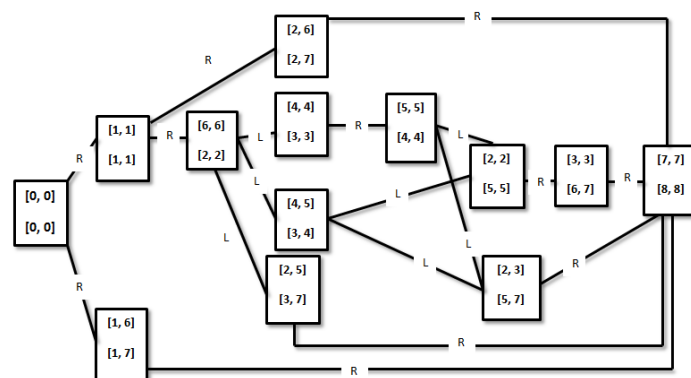 R
[2, 6]
[2, 7]
R
[4, 4]
[3, 3]
[5, 5]
[4, 4]
[1, 1]
[1, 1]
R
[6, 6]
[2, 2]
L
R
L
[2, 2]
[5, 5]
R
[3, 3]
[6, 7]
R
[7, 7]
[8, 8]
R
[0, 0]
[0, 0]
L
[4, 5]
[3, 4]
L
L
L
[2, 5]
[3, 7]
L
[2, 3]
[5, 7]
R
R
[1, 6]
[1, 7]
R
R